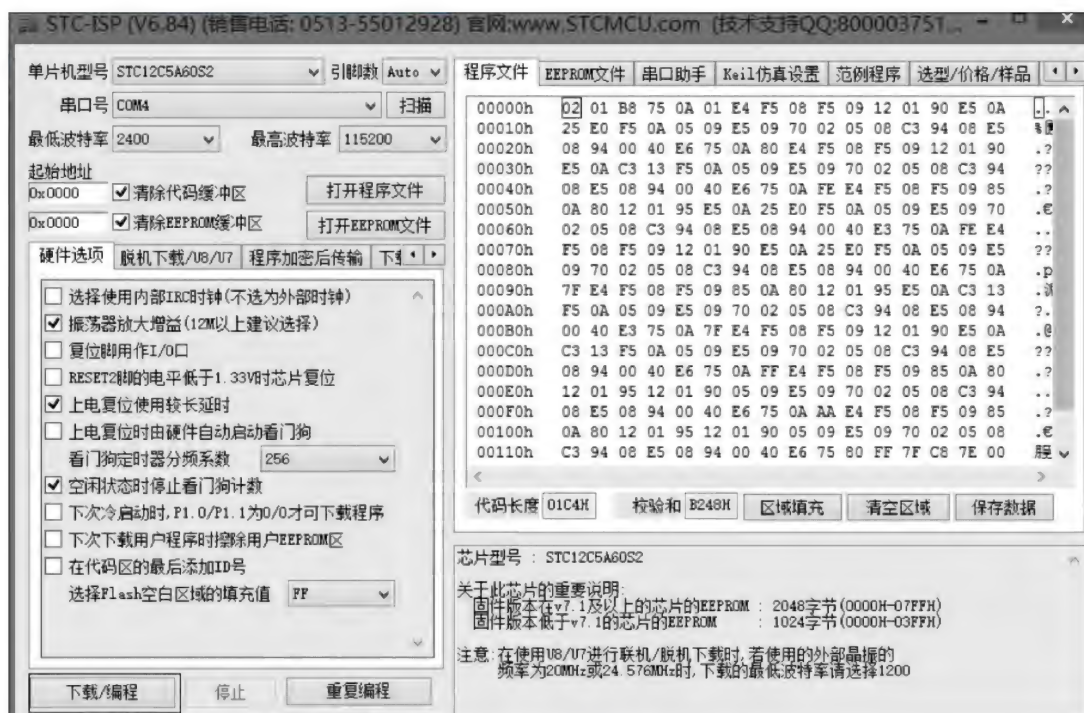 STC-ISP (V6.84) (销售电话: 0513-55012928) 官网:www.STCMCU.com (技术支持QQ:800003751...
单片机型号 STC12C5A60S2 引脚数 Auto
串口号 COM4 扫描
最低波特率 2400 最高波特率 115200
起始地址
0x0000 清除代码缓冲区 打开程序文件
0x0000 清除EEPROM缓冲区 打开EEPROM文件
硬件选项 脱机下载/U8/U7 程序加密后传输
选择使用内部IRC时钟(不选为外部时钟)
振荡器放大增益(12M以上建议选择)
复位脚用作I/O口
RESET2脚的电平低于1.33V时芯片复位
上电复位使用较长延时
上电复位时由硬件自动启动看门狗
看门狗定时器分频系数 256
空闲状态时停止看门狗计数
下次冷启动时,P1.0/P1.1为0/0才可下载程序
下次下载用户程序时擦除用户EEPROM区
在代码区的最后添加ID号
选择Flash空白区域的填充值 FF
下载/编程 停止 重复编程
程序文件 EEPROM文件 串口助手 Keil仿真设置 范例程序 选型/价格/样品
00000h 02 01 B8 75 0A 01 E4 F5 08 F5 09 12 01 90 E5 0A ..
00010h 25 E0 F5 0A 05 09 E5 09 70 02 05 08 C3 94 08 E5
00020h 08 94 00 40 E6 75 0A 80 E4 F5 08 F5 09 12 01 90 .?
00030h E5 0A C3 13 F5 0A 05 09 E5 09 70 02 05 08 C3 94 ??
00040h 08 E5 08 94 00 40 E6 75 0A FE E4 F5 08 F5 09 85 .?
00050h 0A 80 12 01 95 E5 0A 25 E0 F5 0A 05 09 E5 09 70 .€
00060h 02 05 08 C3 94 08 E5 08 94 00 40 E3 75 0A FE E4 ..
00070h F5 08 F5 09 12 01 90 E5 0A 25 E0 F5 0A 05 09 E5 ??
00080h 09 70 02 05 08 C3 94 08 E5 08 94 00 40 E6 75 0A .p
00090h 7F E4 F5 08 F5 09 85 0A 80 12 01 95 E5 0A C3 13
000A0h F5 0A 05 09 E5 09 70 02 05 08 C3 94 08 E5 08 94 ?.
000B0h 00 40 E3 75 0A 7F E4 F5 08 F5 09 12 01 90 E5 0A .@
000C0h C3 13 F5 0A 05 09 E5 09 70 02 05 08 C3 94 08 E5 ??
000D0h 08 94 00 40 E6 75 0A FF E4 F5 08 F5 09 85 0A 80 .?
000E0h 12 01 95 12 01 90 05 09 E5 09 70 02 05 08 C3 94 ..
000F0h 08 E5 08 94 00 40 E6 75 0A AA E4 F5 08 F5 09 85 .?
00100h 0A 80 12 01 95 12 01 90 05 09 E5 09 70 02 05 08 .€
00110h C3 94 08 E5 08 94 00 40 E6 75 80 FF 7F C8 7E 00
代码长度 01C4H 校验和 B248H 区域填充 清空区域 保存数据
芯片型号 : STC12C5A60S2
关于此芯片的重要说明:
固件版本在v7.1及以上的芯片的EEPROM : 2048字节(0000H-07FFH)
固件版本低于v7.1的芯片的EEPROM : 1024字节(0000H-03FFH)
注意:在使用U8/U7进行联机/脱机下载时,若使用的外部晶振的
频率为20MHz或24.576MHz时,下载的最低波特率请选择1200